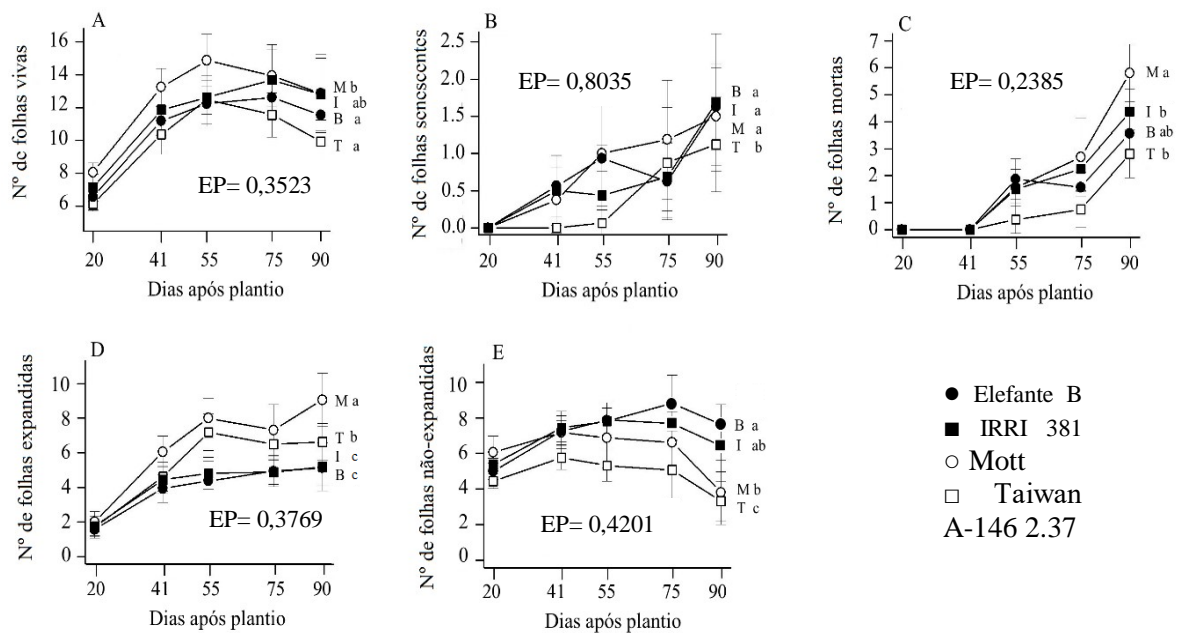 A
Nº de folhas vivas
16
14
12
10
8
6
EP= 0,3523
M b
I ab
B a
T a
20 41 55 75 90
Dias após plantio
B
Nº de folhas senescentes
2.5
2.0
1.5
1.0
0.5
0.0
EP= 0,8035
B a
I a
M a
T b
20 41 55 75 90
Dias após plantio
C
Nº de folhas mortas
7
6
5
4
3
2
1
0
EP= 0,2385
M a
I b
B ab
T b
20 41 55 75 90
Dias após plantio
D
Nº de folhas expandidas
10
8
6
4
2
0
EP= 0,3769
M a
T b
I c
B c
20 41 55 75 90
Dias após plantio
E
Nº de folhas não-expandidas
10
8
6
4
2
0
EP= 0,4201
B a
I ab
M b
T c
20 41 55 75 90
Dias após plantio
Elefante B
IRRI 381
Mott
Taiwan
A-146 2.37